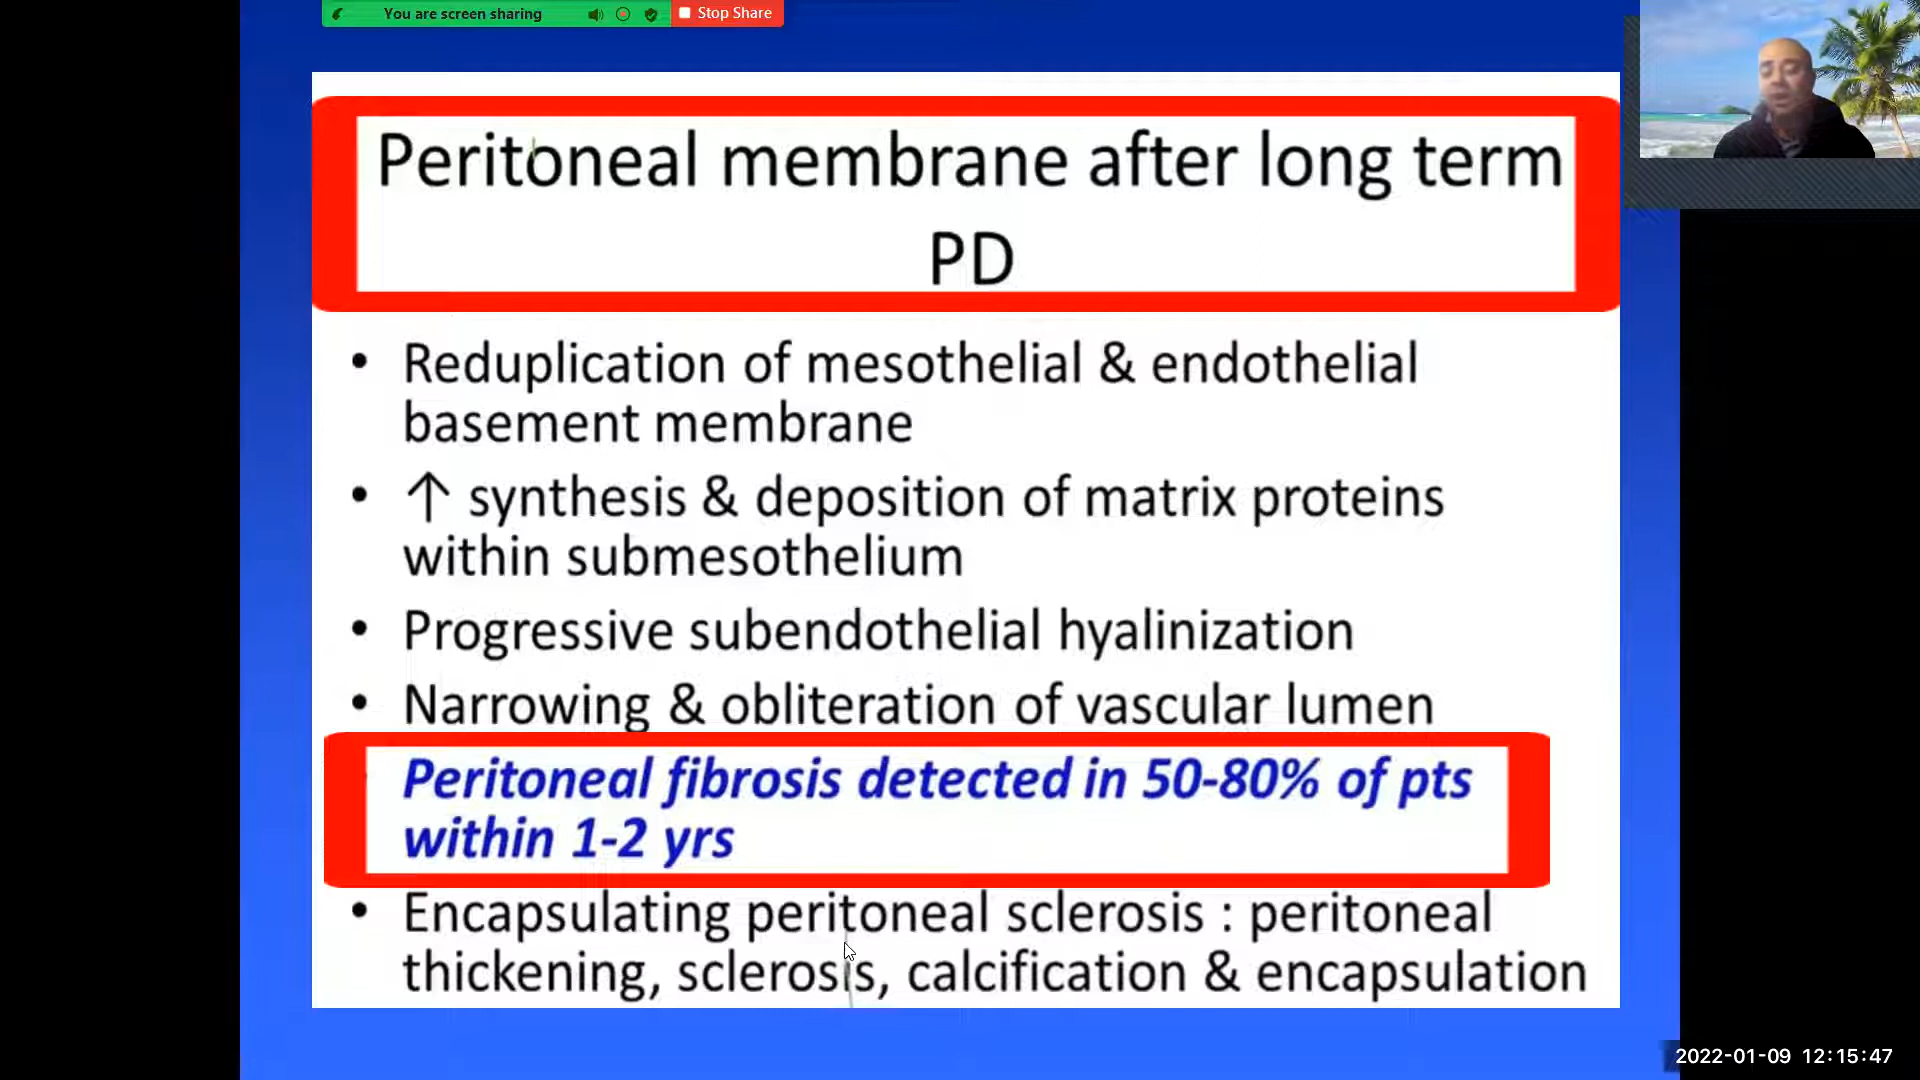 You are screen sharing
Stop Share
Peritoneal membrane after long term
PD
• Reduplication of mesothelial & endothelial
basement membrane
• ↑ synthesis & deposition of matrix proteins
within submesothelium
• Progressive subendothelial hyalinization
• Narrowing & obliteration of vascular lumen
Peritoneal fibrosis detected in 50-80% of pts
within 1-2 yrs
• Encapsulating peritoneal sclerosis : peritoneal
thickening, sclerosis, calcification & encapsulation
2022-01-09 12:15:47